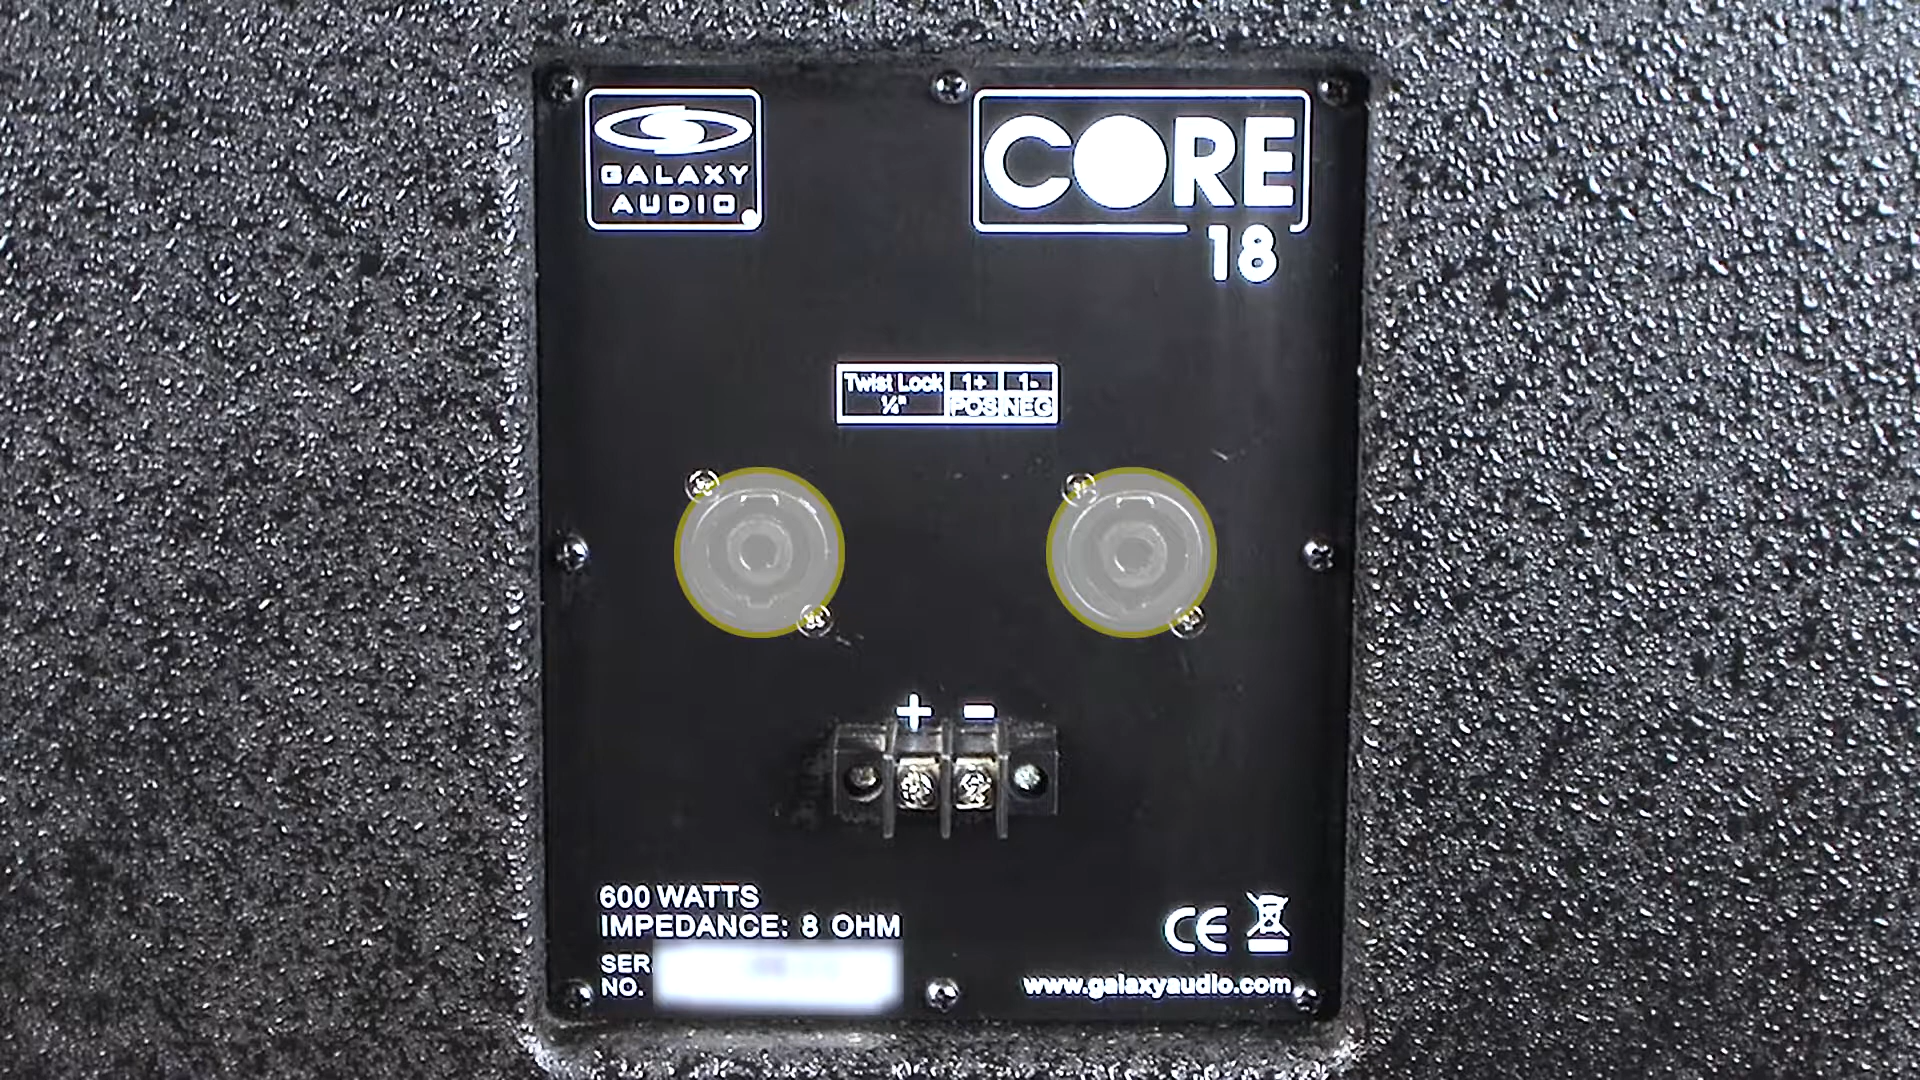 GALAXY
AUDIO
CORE
18
Twist Lock 1+ 1-
¼" POS NEG
+ -
600 WATTS
IMPEDANCE: 8 OHM
SER.
NO.
CE
www.galaxyaudio.com